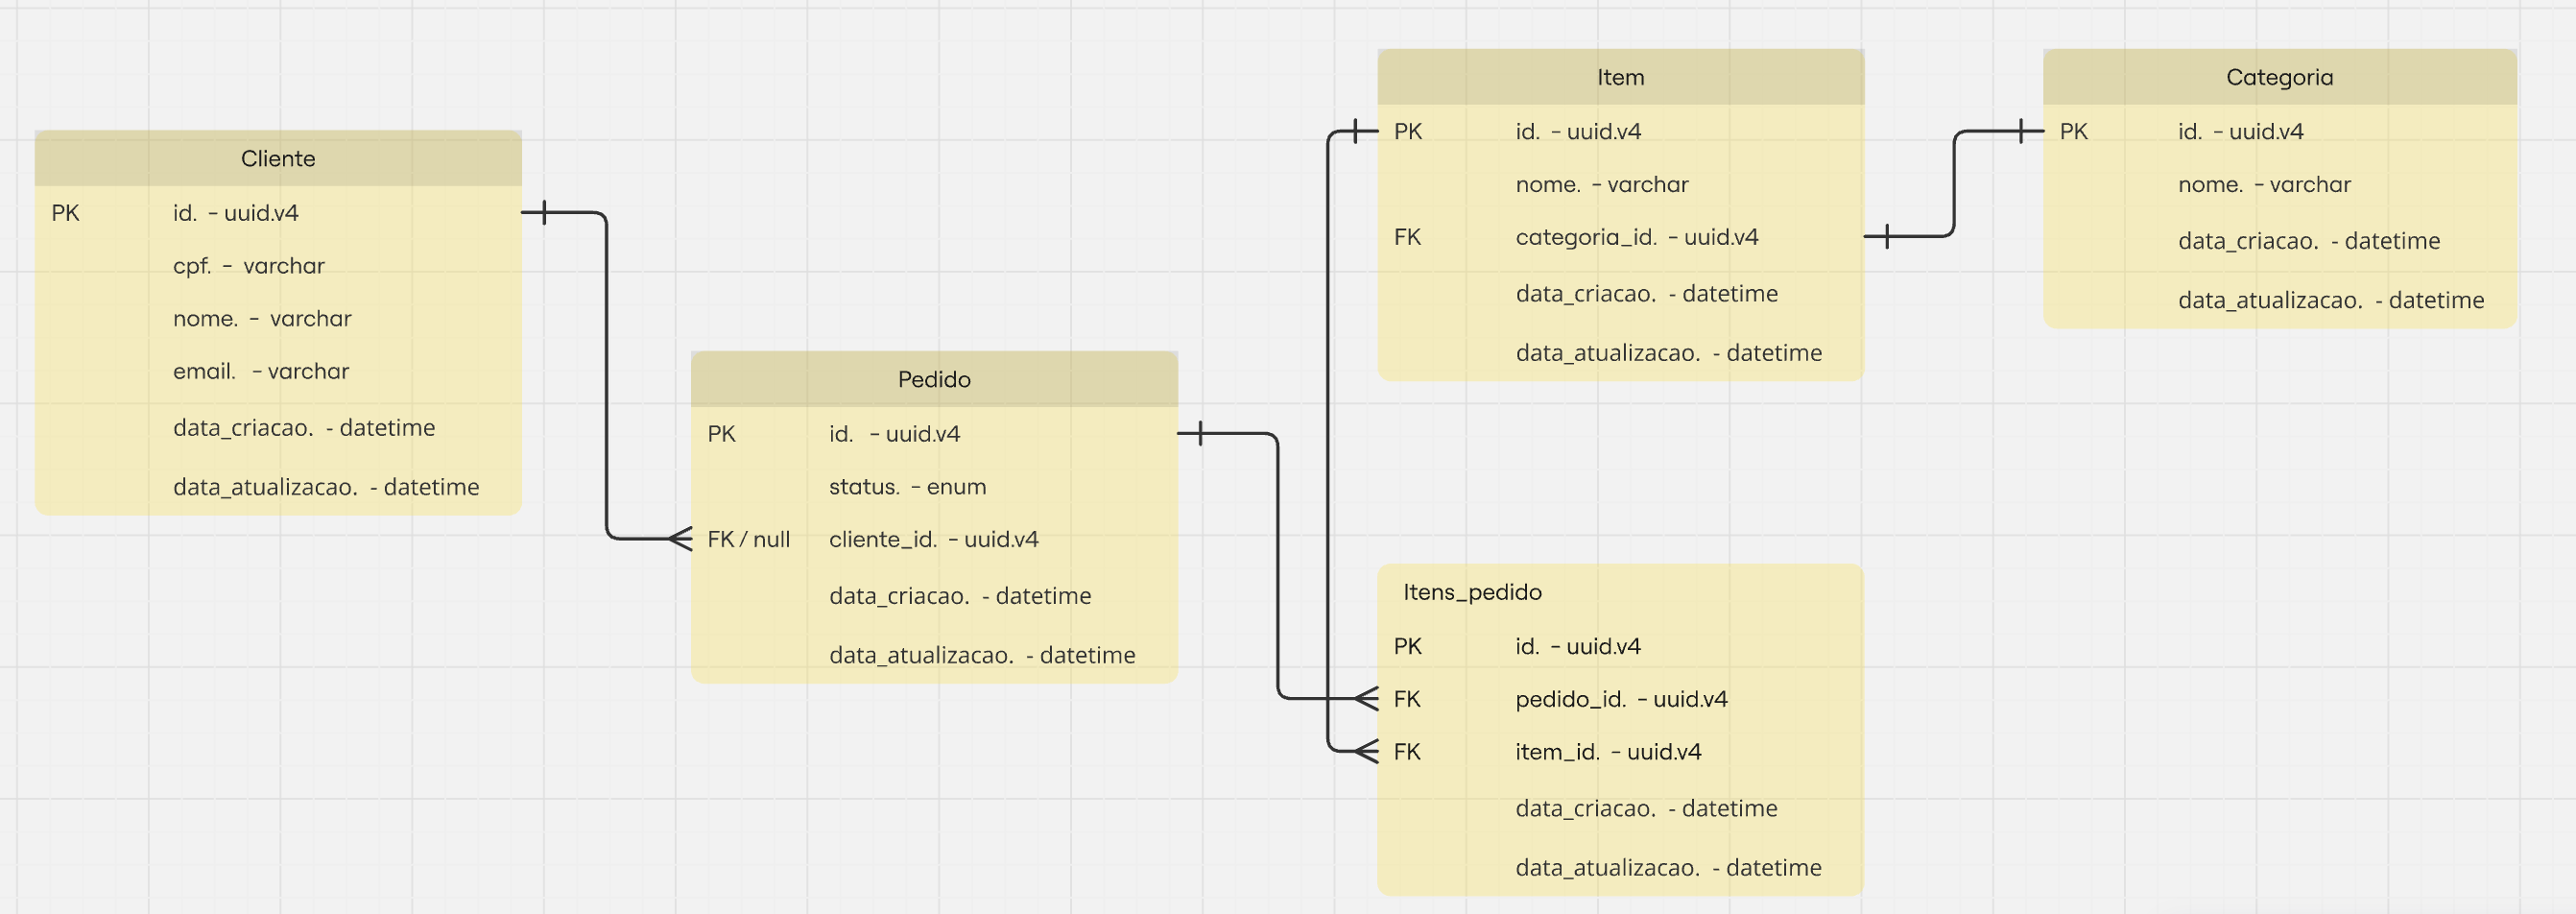 Cliente
PK id. - uuid.v4
cpf. - varchar
nome. - varchar
email. - varchar
data_criacao. - datetime
data_atualizacao. - datetime
Pedido
PK id. - uuid.v4
status. - enum
FK / null cliente_id. - uuid.v4
data_criacao. - datetime
data_atualizacao. - datetime
Item
PK id. - uuid.v4
nome. - varchar
FK categoria_id. - uuid.v4
data_criacao. - datetime
data_atualizacao. - datetime
Categoria
PK id. - uuid.v4
nome. - varchar
data_criacao. - datetime
data_atualizacao. - datetime
Itens_pedido
PK id. - uuid.v4
FK pedido_id. - uuid.v4
FK item_id. - uuid.v4
data_criacao. - datetime
data_atualizacao. - datetime